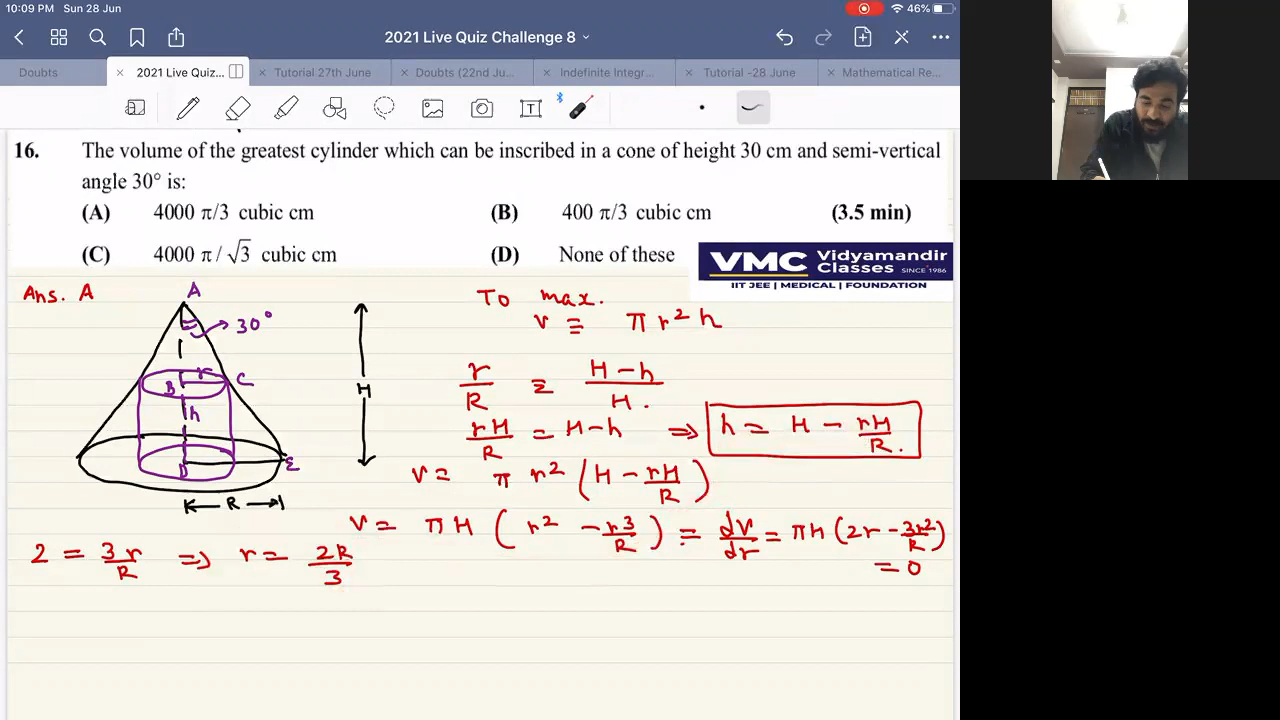 10:09 PM Sun 28 Jun
46%
2021 Live Quiz Challenge 8
Doubts
2021 Live Quiz...
Tutorial 27th June
Doubts (22nd Ju...
Indefinite Integr...
Tutorial -28 June
Mathematical Re...
16. The volume of the greatest cylinder which can be inscribed in a cone of height 30 cm and semi-vertical
angle 30° is:
(A) 4000 π/3 cubic cm (B) 400 π/3 cubic cm (3.5 min)
(C) 4000 π/√3 cubic cm (D) None of these
VMC Vidyamandir Classes SINCE 1986
IIT JEE | MEDICAL | FOUNDATION
Ans. A
A
30°
r
B
C
h
D
E
H
R
To max.
v = πr²h
r/R = (H-h)/H.
rH/R = H-h ⇒ h = H - rH/R.
v = π r² (H - rH/R)
v = πH (r² - r³/R) = dv/dr = πH (2r - 3r²/R)
= 0
2 = 3r/R ⇒ r = 2R/3